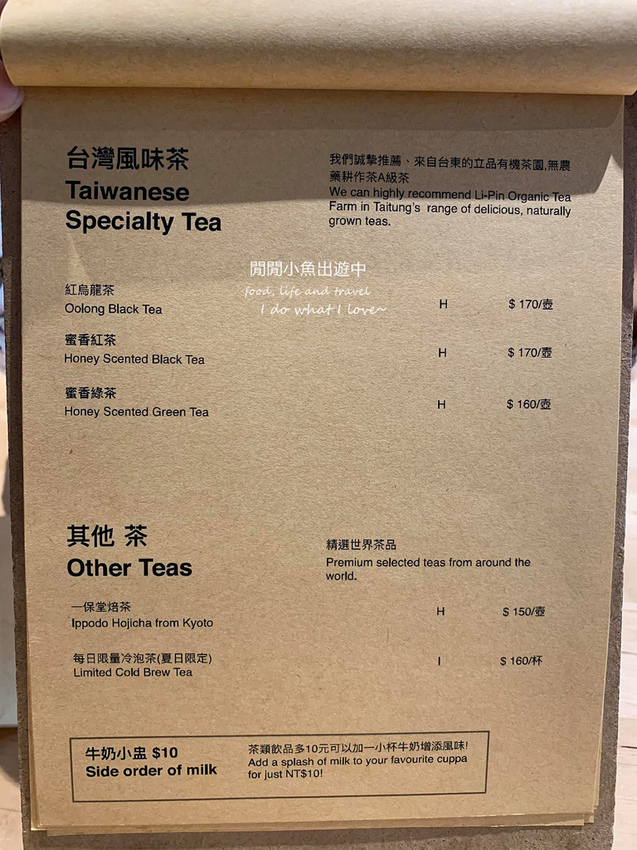 台灣風味茶
Taiwanese
Specialty Tea
我們誠摯推薦、來自台東的立品有機茶園,無農
藥耕作茶A級茶
We can highly recommend Li-Pin Organic Tea
Farm in Taitung's range of delicious, naturally
grown teas.
閒閒小魚出遊中
food, life and travel
I do what I love~
紅烏龍茶
Oolong Black Tea H $ 170/壺
蜜香紅茶
Honey Scented Black Tea H $ 170/壺
蜜香綠茶
Honey Scented Green Tea H $ 160/壺
其他 茶
Other Teas
精選世界茶品
Premium selected teas from around the
world.
一保堂焙茶
Ippodo Hojicha from Kyoto H $ 150/壺
每日限量冷泡茶(夏日限定)
Limited Cold Brew Tea I $ 160/杯
牛奶小盅 $10
Side order of milk
茶類飲品多10元可以加一小杯牛奶增添風味!
Add a splash of milk to your favourite cuppa
for just NT$10!